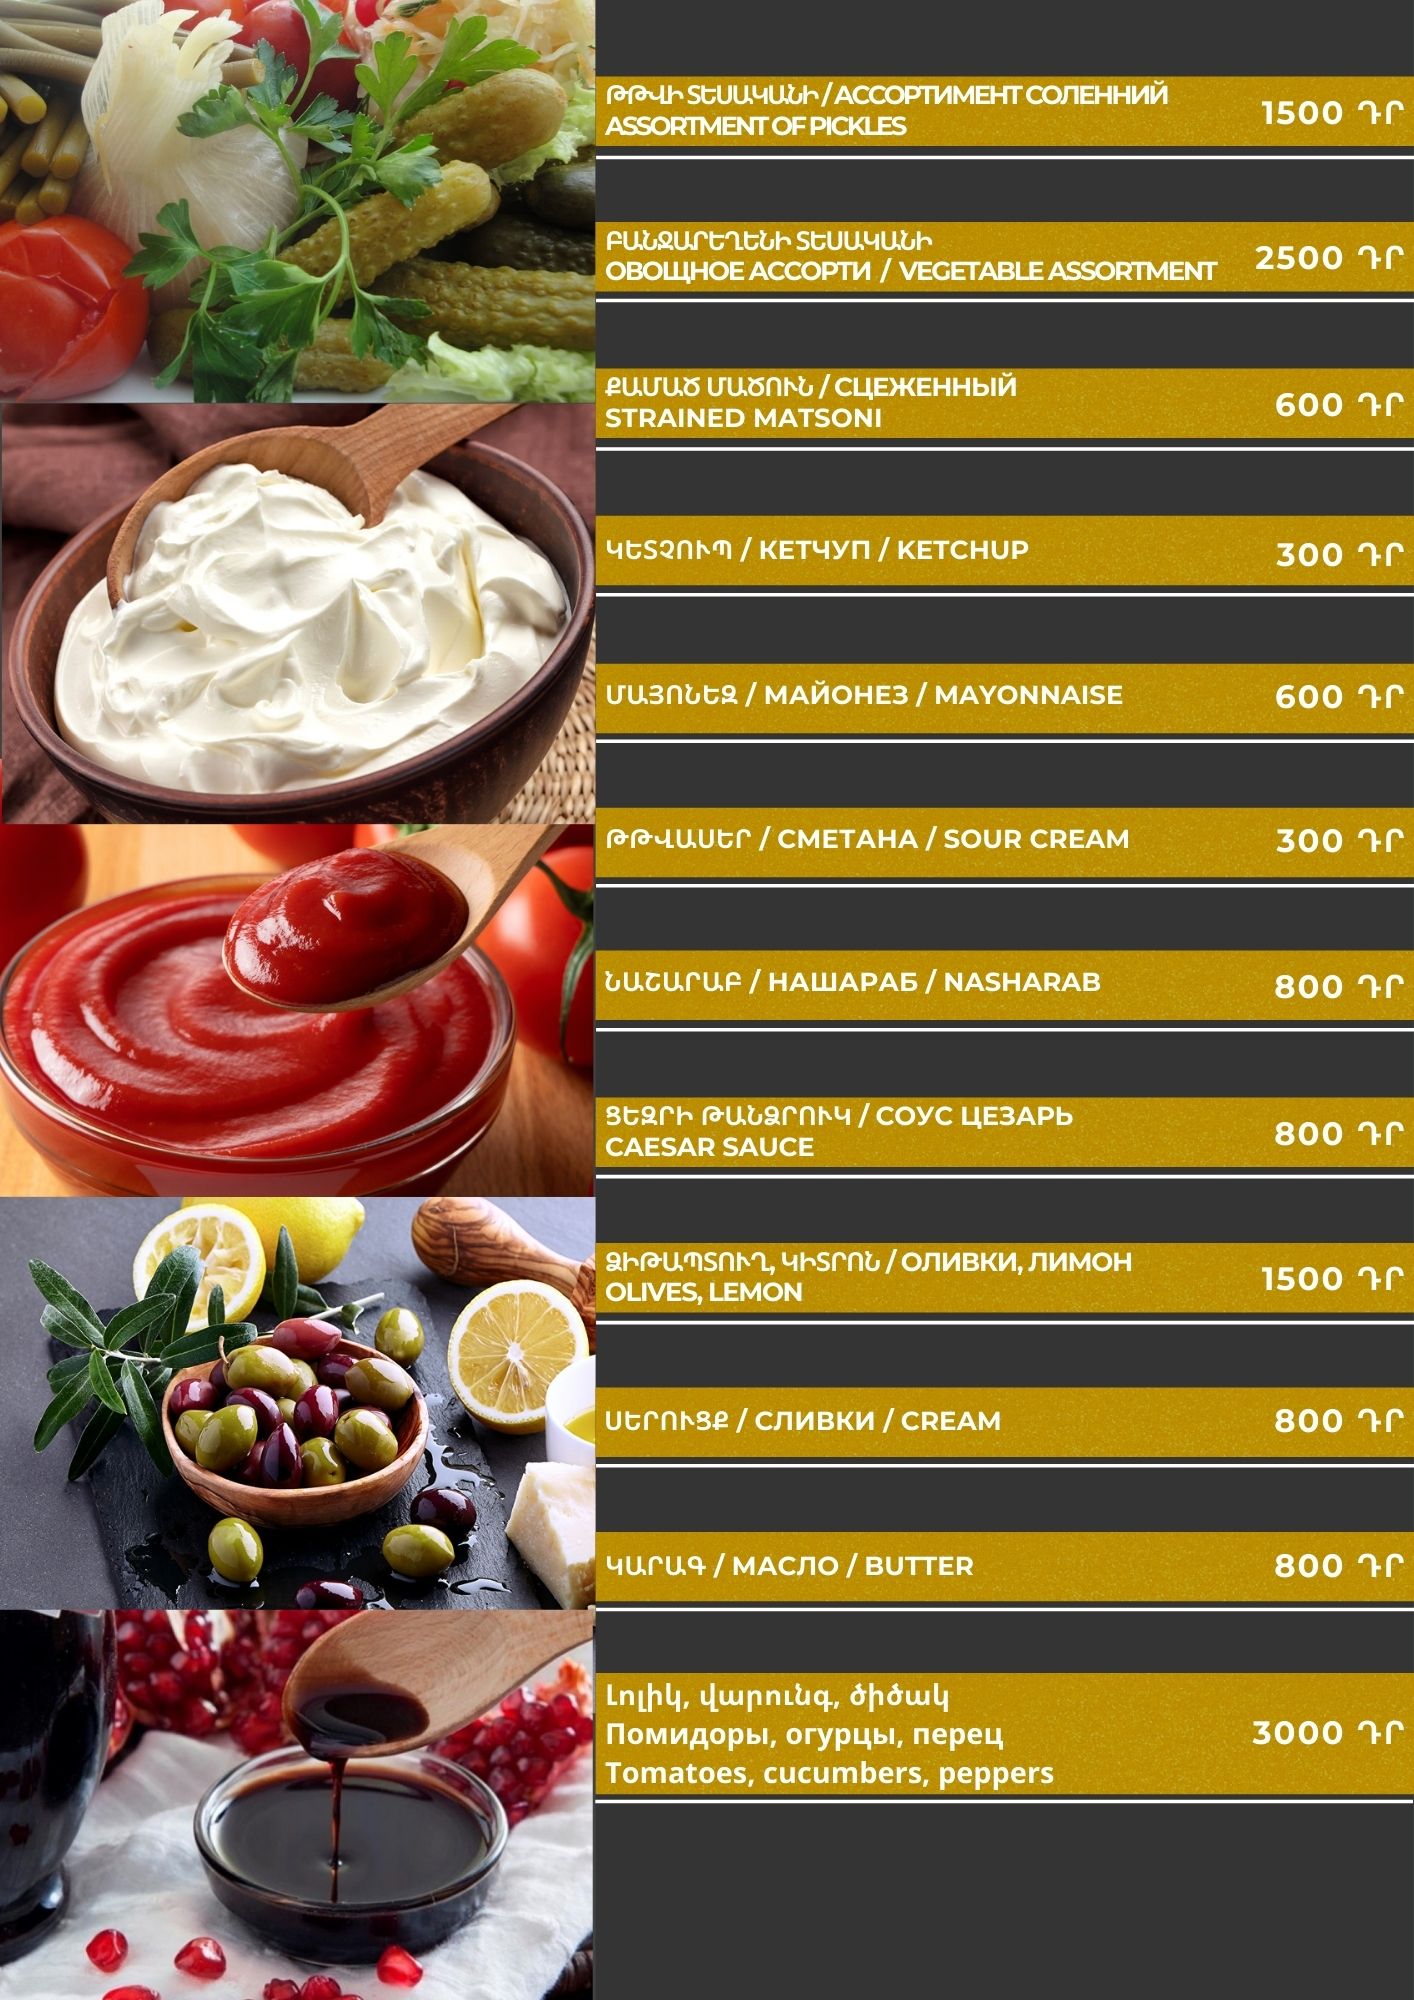 ԹԹՎԻ ՏԵՍԱԿԱՆԻ / АССОРТИМЕНТ СОЛЕННИЙ
ASSORTMENT OF PICKLES
1500 ԴՐ
ԲԱՆՋԱՐԵՂԵՆԻ ՏԵՍԱԿԱՆԻ
ОВОЩНОЕ АССОРТИ / VEGETABLE ASSORTMENT
2500 ԴՐ
ՔԱՄԱԾ ՄԱԾՈՒՆ / СЦЕЖЕННЫЙ
STRAINED MATSONI
600 ԴՐ
ԿԵՏՉՈՒՊ / КЕТЧУП / KETCHUP
300 ԴՐ
ՄԱՅՈՆԵԶ / МАЙОНЕЗ / MAYONNAISE
600 ԴՐ
ԹԹՎԱՍԵՐ / СМЕТАНА / SOUR CREAM
300 ԴՐ
ՆԱՇԱՐԱԲ / НАШАРАБ / NASHARAB
800 ԴՐ
ՑԵԶՐԻ ԹԱՆՁՐՈՒԿ / СОУС ЦЕЗАРЬ
CAESAR SAUCE
800 ԴՐ
ՁԻԹԱՊՏՈՒՂ, ԿԻՏՐՈՆ / ОЛИВКИ, ЛИМОН
OLIVES, LEMON
1500 ԴՐ
ՍԵՐՈՒՑՔ / СЛИВКИ / CREAM
800 ԴՐ
ԿԱՐԱԳ / МАСЛО / BUTTER
800 ԴՐ
Լոլիկ, վարունգ, ծիծակ
Помидоры, огурцы, перец
Tomatoes, cucumbers, peppers
3000 ԴՐ